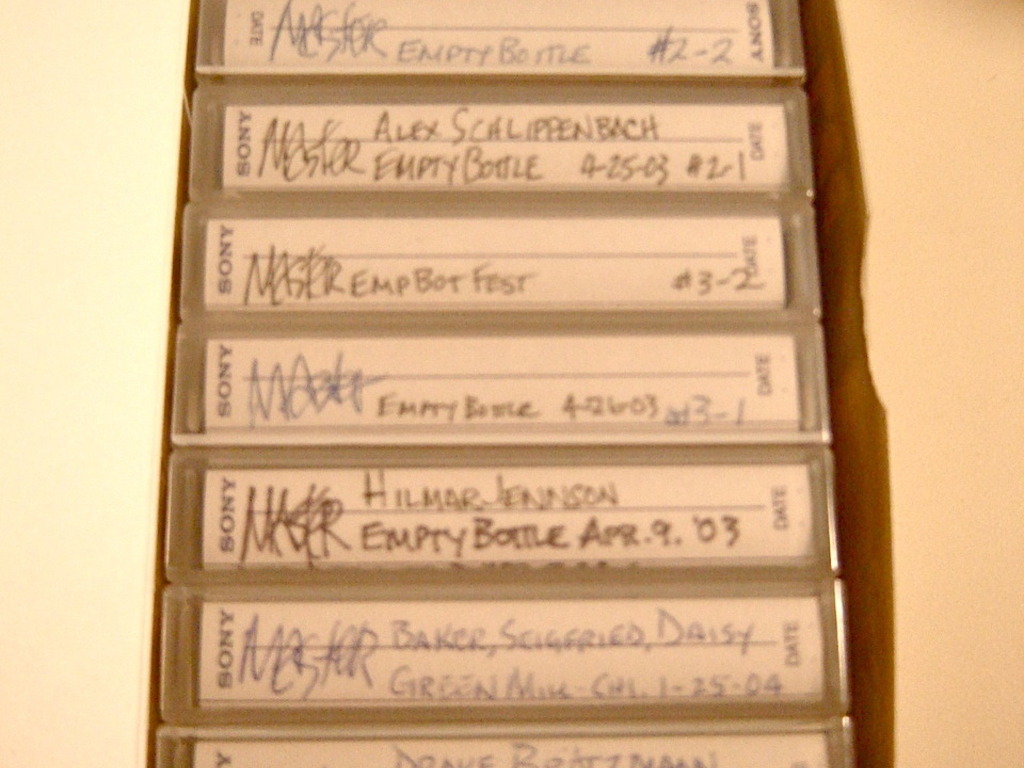 DATE MASTER EMPTY BOTTLE #2-2 SONY
SONY MASTER ALEX SCHLIPPENBACH DATE
EMPTY BOTTLE 4-25-03 #2-1
SONY MASTER EMP BOT FEST #3-2 DATE
SONY MASTER EMPTY BOTTLE 4-26-03 #3-1 DATE
SONY MASTER HILMAR JENNSON DATE
EMPTY BOTTLE APR. 9. '03
SONY MASTER BAKER, SEIGFRIED, DAISY DATE
GREEN MILL - CHI. 1-25-04
DRAKE BRÖTZMANN